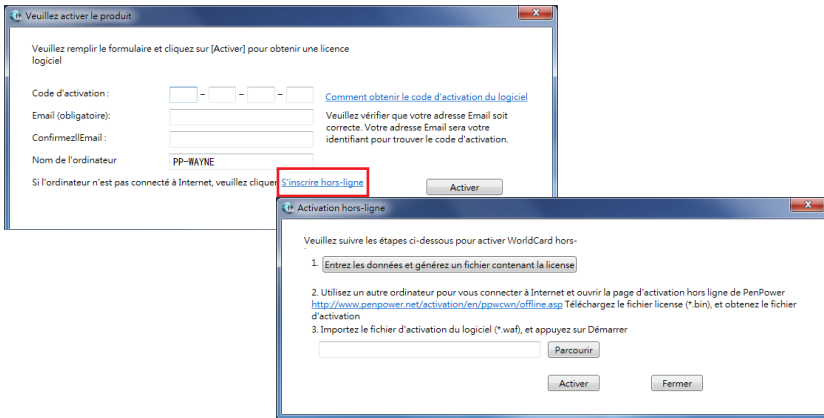 Veuillez activer le produit
Veuillez remplir le formulaire et cliquez sur [Activer] pour obtenir une licence
logiciel
Code d'activation :
– – –
Comment obtenir le code d'activation du logiciel
Email (obligatoire):
Veuillez vérifier que votre adresse Email soit
correcte. Votre adresse Email sera votre
identifiant pour trouver le code d'activation.
ConfirmezllEmail :
Nom de l'ordinateur
PP-WAYNE
Si l'ordinateur n'est pas connecté à Internet, veuillez cliquer S'inscrire hors-ligne
Activer
Activation hors-ligne
Veuillez suivre les étapes ci-dessous pour activer WorldCard hors-
1. Entrez les données et générez un fichier contenant la license
2. Utilisez un autre ordinateur pour vous connecter à Internet et ouvrir la page d'activation hors ligne de PenPower
http://www.penpower.net/activation/en/ppwcwn/offline.asp Téléchargez le fichier license (*.bin), et obtenez le fichier
d'activation
3. Importez le fichier d'activation du logiciel (*.waf), et appuyez sur Démarrer
Parcourir
Activer
Fermer